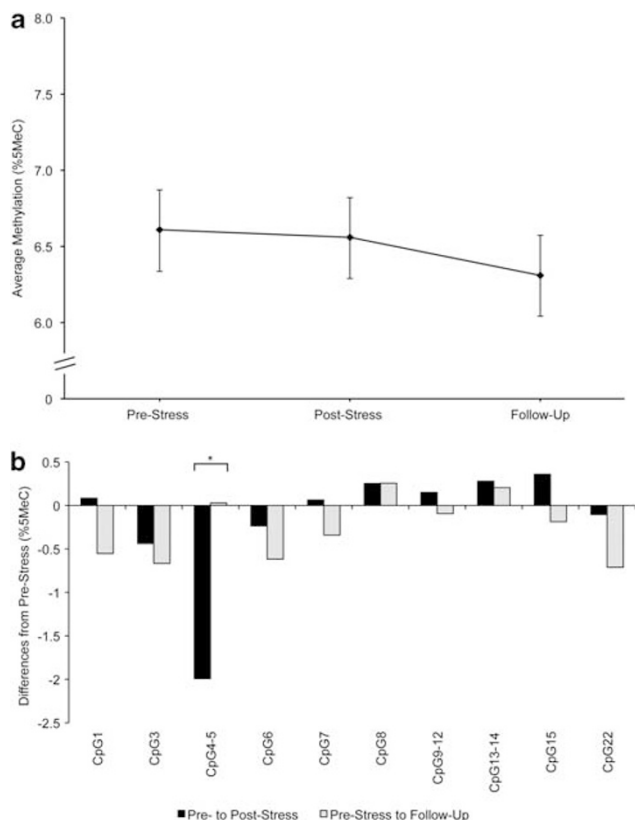 a
Average Methylation (%5MeC)
8.0
7.5
7.0
6.5
6.0
0
Pre-Stress Post-Stress Follow-Up
b
Differences from Pre-Stress (%5MeC)
0.5
*
0
-0.5
-1
-1.5
-2
-2.5
CpG1 CpG3 CpG4-5 CpG6 CpG7 CpG8 CpG9-12 CpG13-14 CpG15 CpG22
Pre- to Post-Stress Pre-Stress to Follow-Up